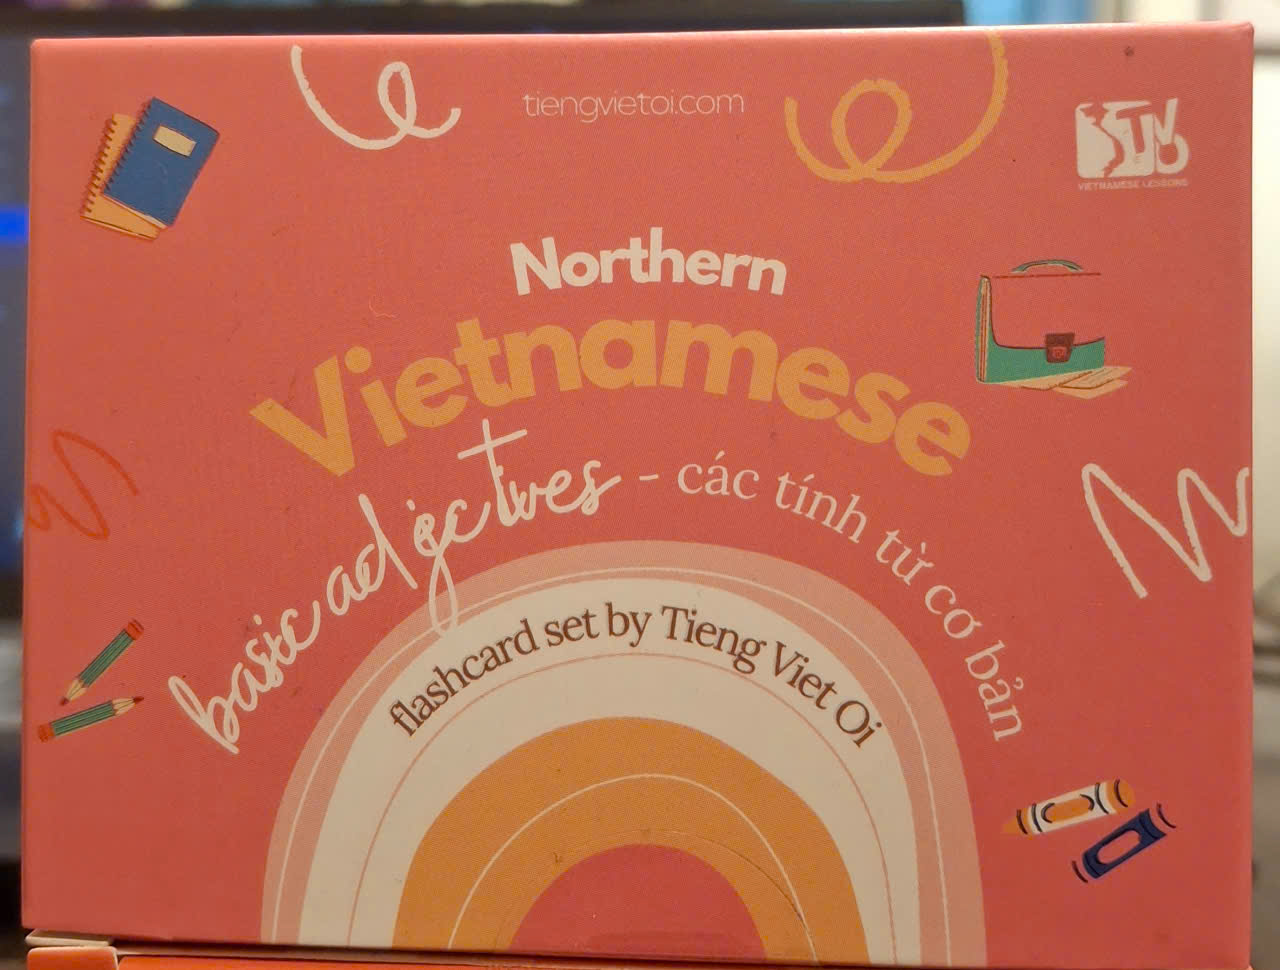 tiengvietoi.com
VIETNAMESE LESSONS
Northern
Vietnamese
basic adjectives - các tính từ cơ bản
flashcard set by Tieng Viet Oi